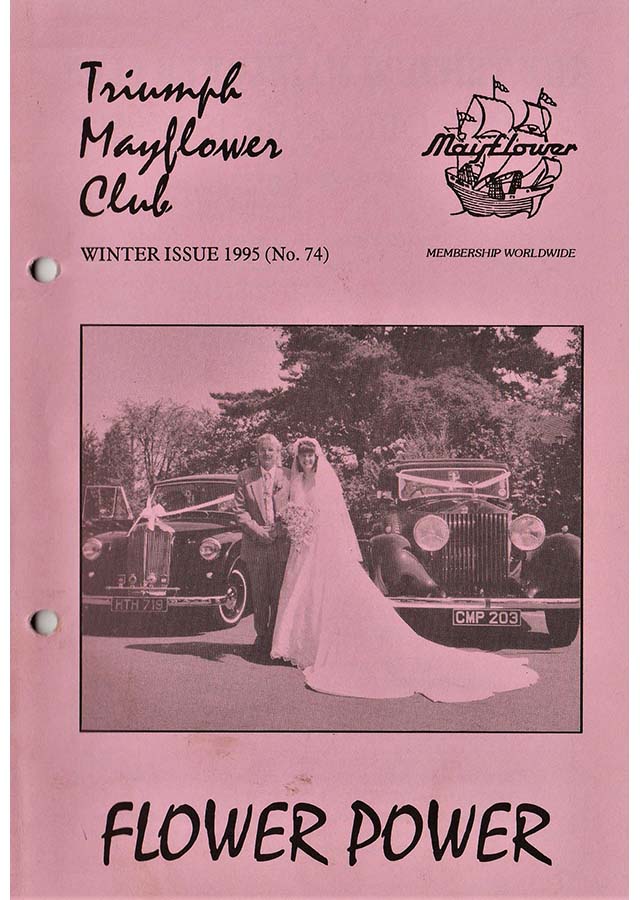 Triumph
Mayflower
Club
Mayflower
WINTER ISSUE 1995 (No. 74)
MEMBERSHIP WORLDWIDE
HTH 719
CMP 203
FLOWER POWER